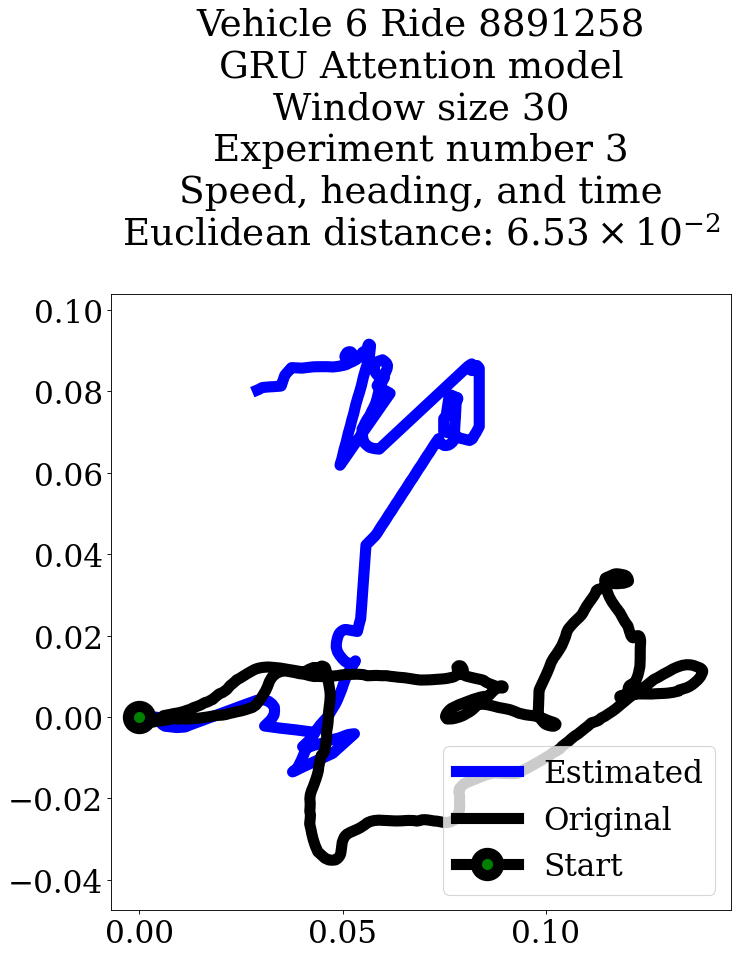 Vehicle 6 Ride 8891258
GRU Attention model
Window size 30
Experiment number 3
Speed, heading, and time
Euclidean distance: 6.53 × 10⁻²
0.10
0.08
0.06
0.04
0.02
0.00
−0.02
−0.04
0.00 0.05 0.10
Estimated
Original
Start